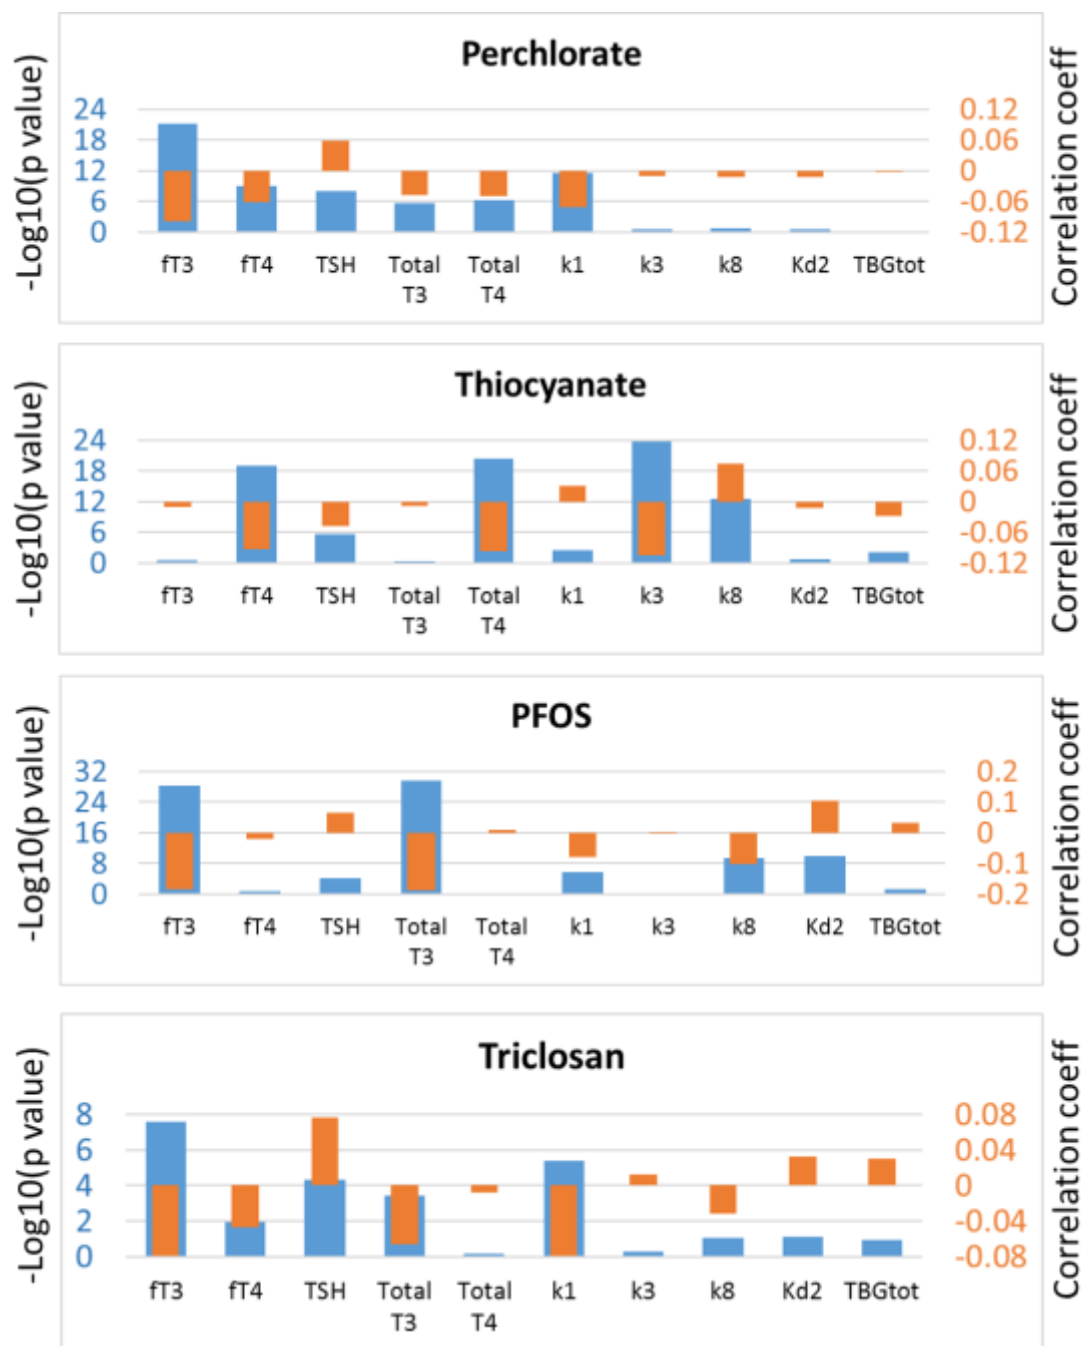 Perchlorate
-Log10(p value)
Correlation coeff
24 0.12
18 0.06
12 0
6 -0.06
0 -0.12
fT3 fT4 TSH Total T3 Total T4 k1 k3 k8 Kd2 TBGtot
Thiocyanate
-Log10(p value)
Correlation coeff
24 0.12
18 0.06
12 0
6 -0.06
0 -0.12
fT3 fT4 TSH Total T3 Total T4 k1 k3 k8 Kd2 TBGtot
PFOS
-Log10(p value)
Correlation coeff
32 0.2
24 0.1
16 0
8 -0.1
0 -0.2
fT3 fT4 TSH Total T3 Total T4 k1 k3 k8 Kd2 TBGtot
Triclosan
-Log10(p value)
Correlation coeff
8 0.08
6 0.04
4 0
2 -0.04
0 -0.08
fT3 fT4 TSH Total T3 Total T4 k1 k3 k8 Kd2 TBGtot